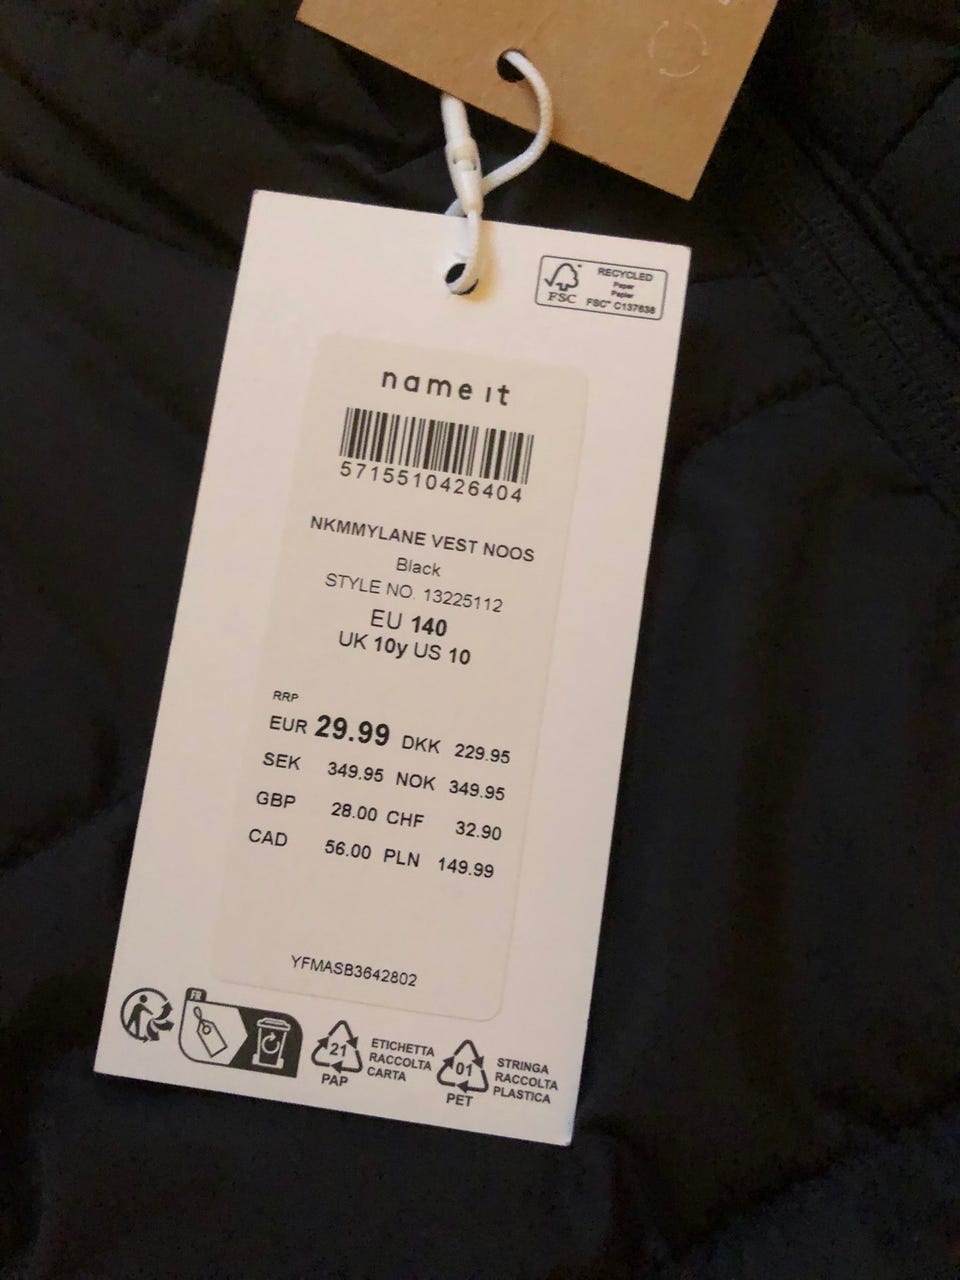 RECYCLED
Paper
Papier
FSC
FSC™ C137638
name it
5715510426404
NKMMYLANE VEST NOOS
Black
STYLE NO. 13225112
EU 140
UK 10y US 10
RRP
EUR 29.99 DKK 229.95
SEK 349.95 NOK 349.95
GBP 28.00 CHF 32.90
CAD 56.00 PLN 149.99
YFMASB3642802
FR
21
PAP
ETICHETTA
RACCOLTA
CARTA
01
PET
STRINGA
RACCOLTA
PLASTICA